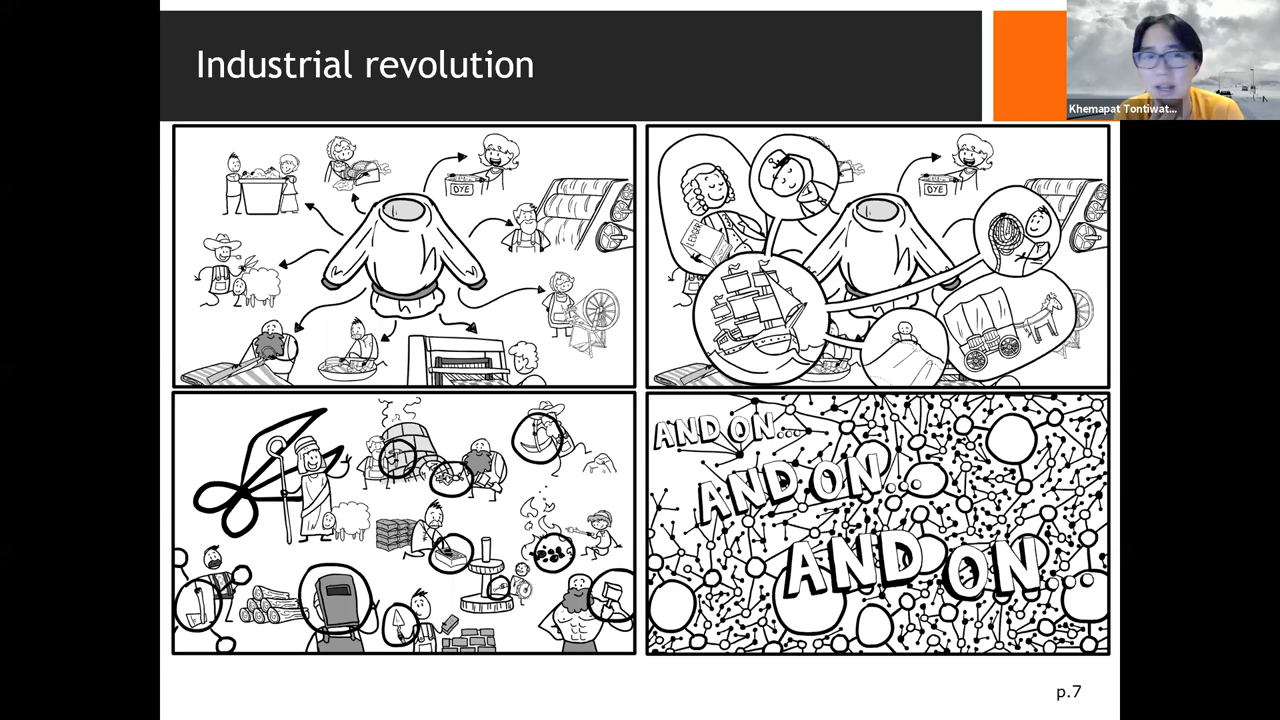 Industrial revolution
Khemapat Tontiwat...
DYE
LEDGER
DYE
AND ON...
AND ON...
AND ON...
p.7